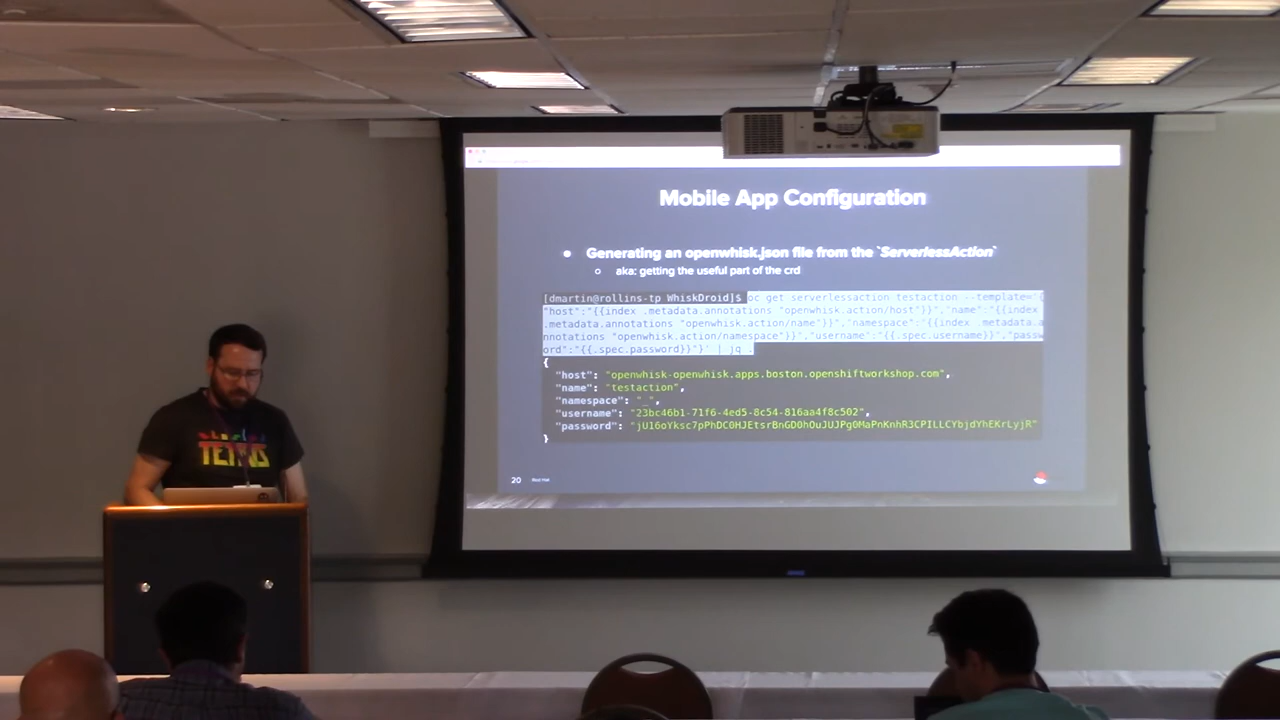 Mobile App Configuration
● Generating an openwhisk.json file from the `ServerlessAction`
○ aka: getting the useful part of the crd
[dmartin@rollins-tp WhiskDroid]$ oc get serverlessaction testaction --template='{
"host":"{{index .metadata.annotations "openwhisk.action/host"}}","name":"{{index
.metadata.annotations "openwhisk.action/name"}}","namespace":"{{index .metadata.a
nnotations "openwhisk.action/namespace"}}","username":"{{.spec.username}}","passw
ord":"{{.spec.password}}"}' | jq .
{
"host": "openwhisk-openwhisk.apps.boston.openshiftworkshop.com",
"name": "testaction",
"namespace": "_",
"username": "23bc46b1-71f6-4ed5-8c54-816aa4f8c502",
"password": "jU16oYksc7pPhDC0HJEtsrBnGD0hOuJUJPg0MaPnKnhR3CPILLCYbjdYhEKrLyjR"
}
20 Red Hat
TETRIS